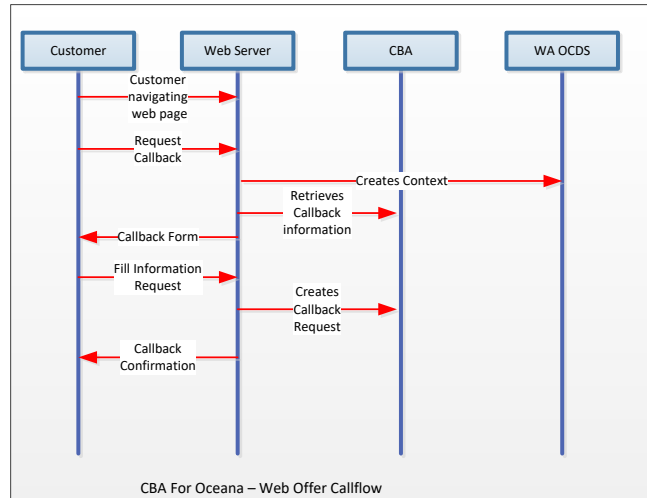 Customer
Web Server
CBA
WA OCDS
Customer
navigating
web page
Request
Callback
Creates Context
Retrieves
Callback
information
Callback Form
Fill Information
Request
Creates
Callback
Request
Callback
Confirmation
CBA For Oceana – Web Offer Callflow